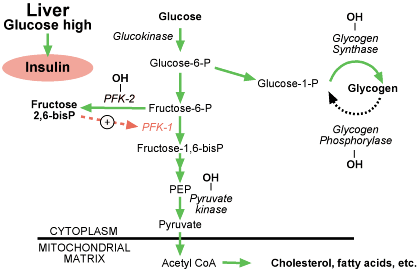 Liver
Glucose high
Insulin
Glucose
Glucokinase
Glucose-6-P
Glucose-1-P
OH
Glycogen
Synthase
Glycogen
Glycogen
Phosphorylase
OH
OH
PFK-2
Fructose
2,6-bisP
+
PFK-1
Fructose-6-P
Fructose-1,6-bisP
PEP
OH
Pyruvate
kinase
Pyruvate
CYTOPLASM
MITOCHONDRIAL
MATRIX
Acetyl CoA
Cholesterol, fatty acids, etc.